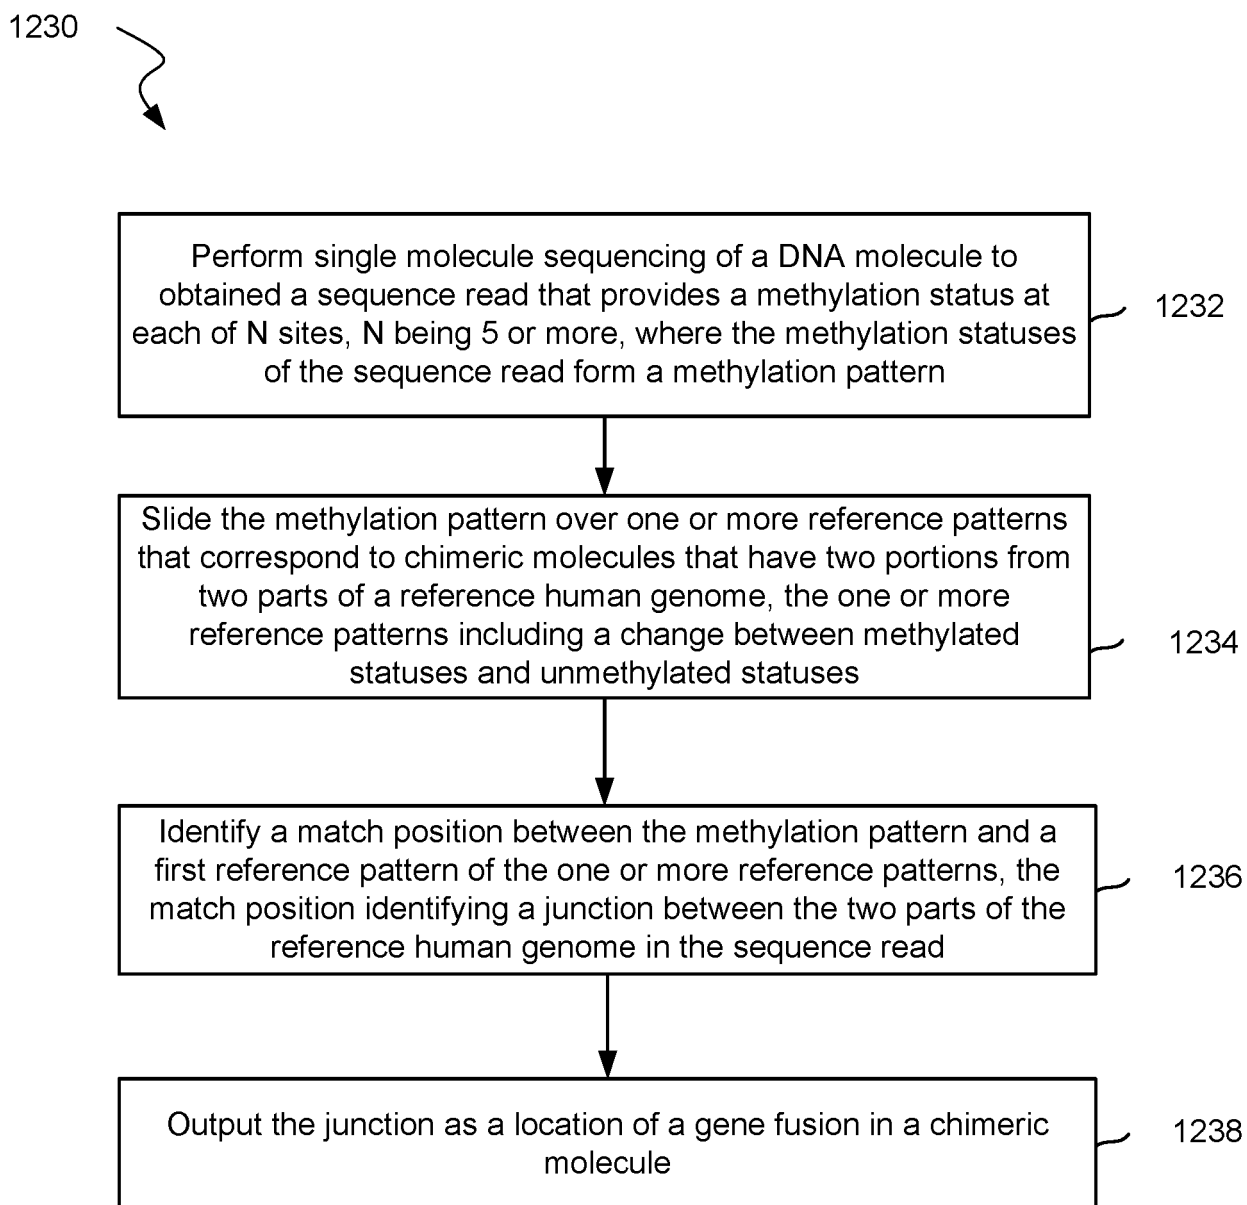 1230
Perform single molecule sequencing of a DNA molecule to
obtained a sequence read that provides a methylation status at
each of N sites, N being 5 or more, where the methylation statuses
of the sequence read form a methylation pattern
1232
Slide the methylation pattern over one or more reference patterns
that correspond to chimeric molecules that have two portions from
two parts of a reference human genome, the one or more
reference patterns including a change between methylated
statuses and unmethylated statuses
1234
Identify a match position between the methylation pattern and a
first reference pattern of the one or more reference patterns, the
match position identifying a junction between the two parts of the
reference human genome in the sequence read
1236
Output the junction as a location of a gene fusion in a chimeric
molecule
1238